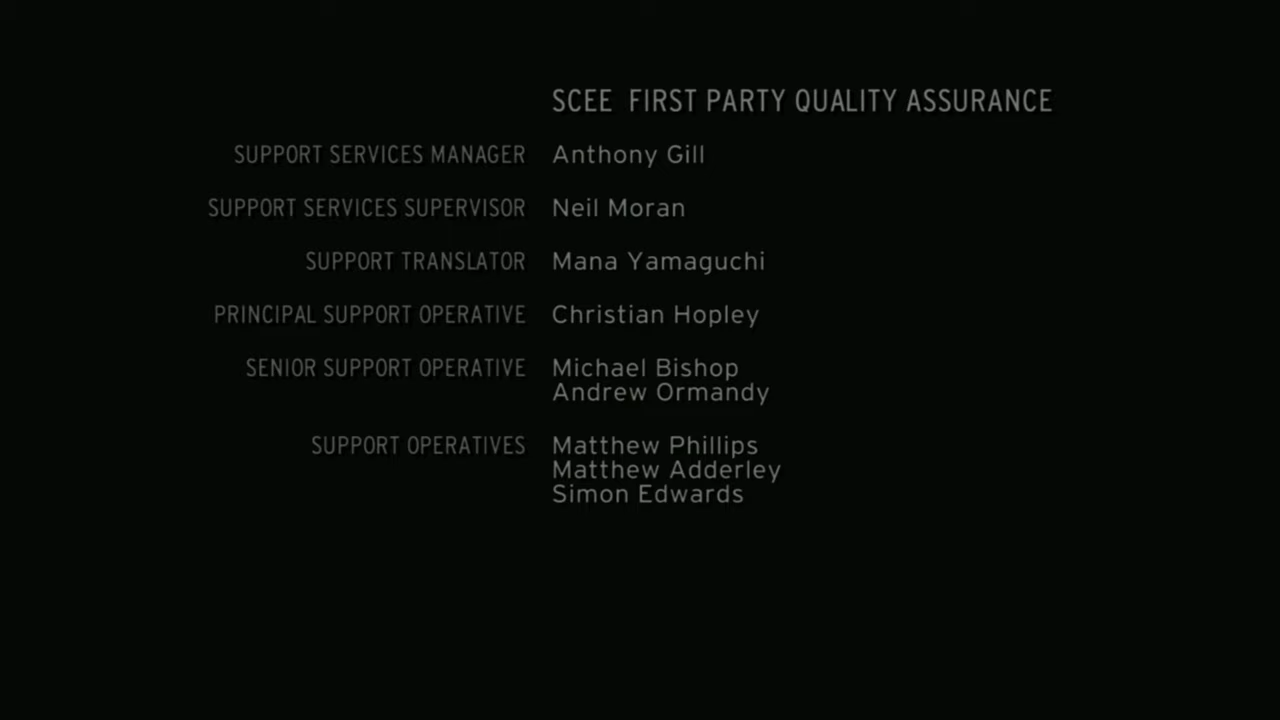 SCEE FIRST PARTY QUALITY ASSURANCE
SUPPORT SERVICES MANAGER Anthony Gill
SUPPORT SERVICES SUPERVISOR Neil Moran
SUPPORT TRANSLATOR Mana Yamaguchi
PRINCIPAL SUPPORT OPERATIVE Christian Hopley
SENIOR SUPPORT OPERATIVE Michael Bishop
Andrew Ormandy
SUPPORT OPERATIVES Matthew Phillips
Matthew Adderley
Simon Edwards